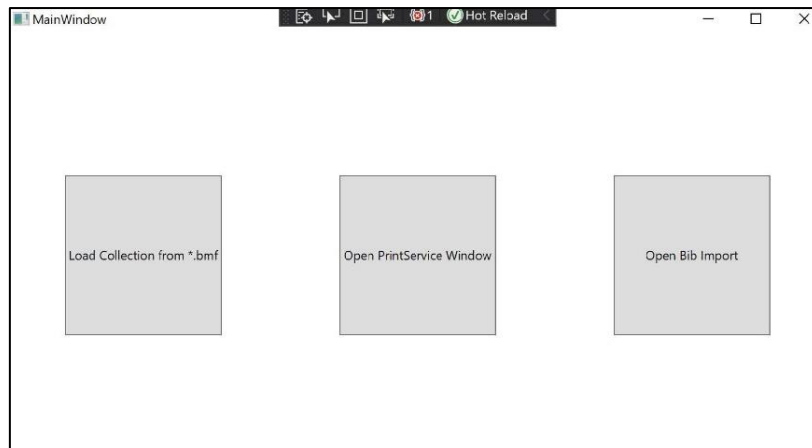 MainWindow
1
Hot Reload
Load Collection from *.bmf
Open PrintService Window
Open Bib Import